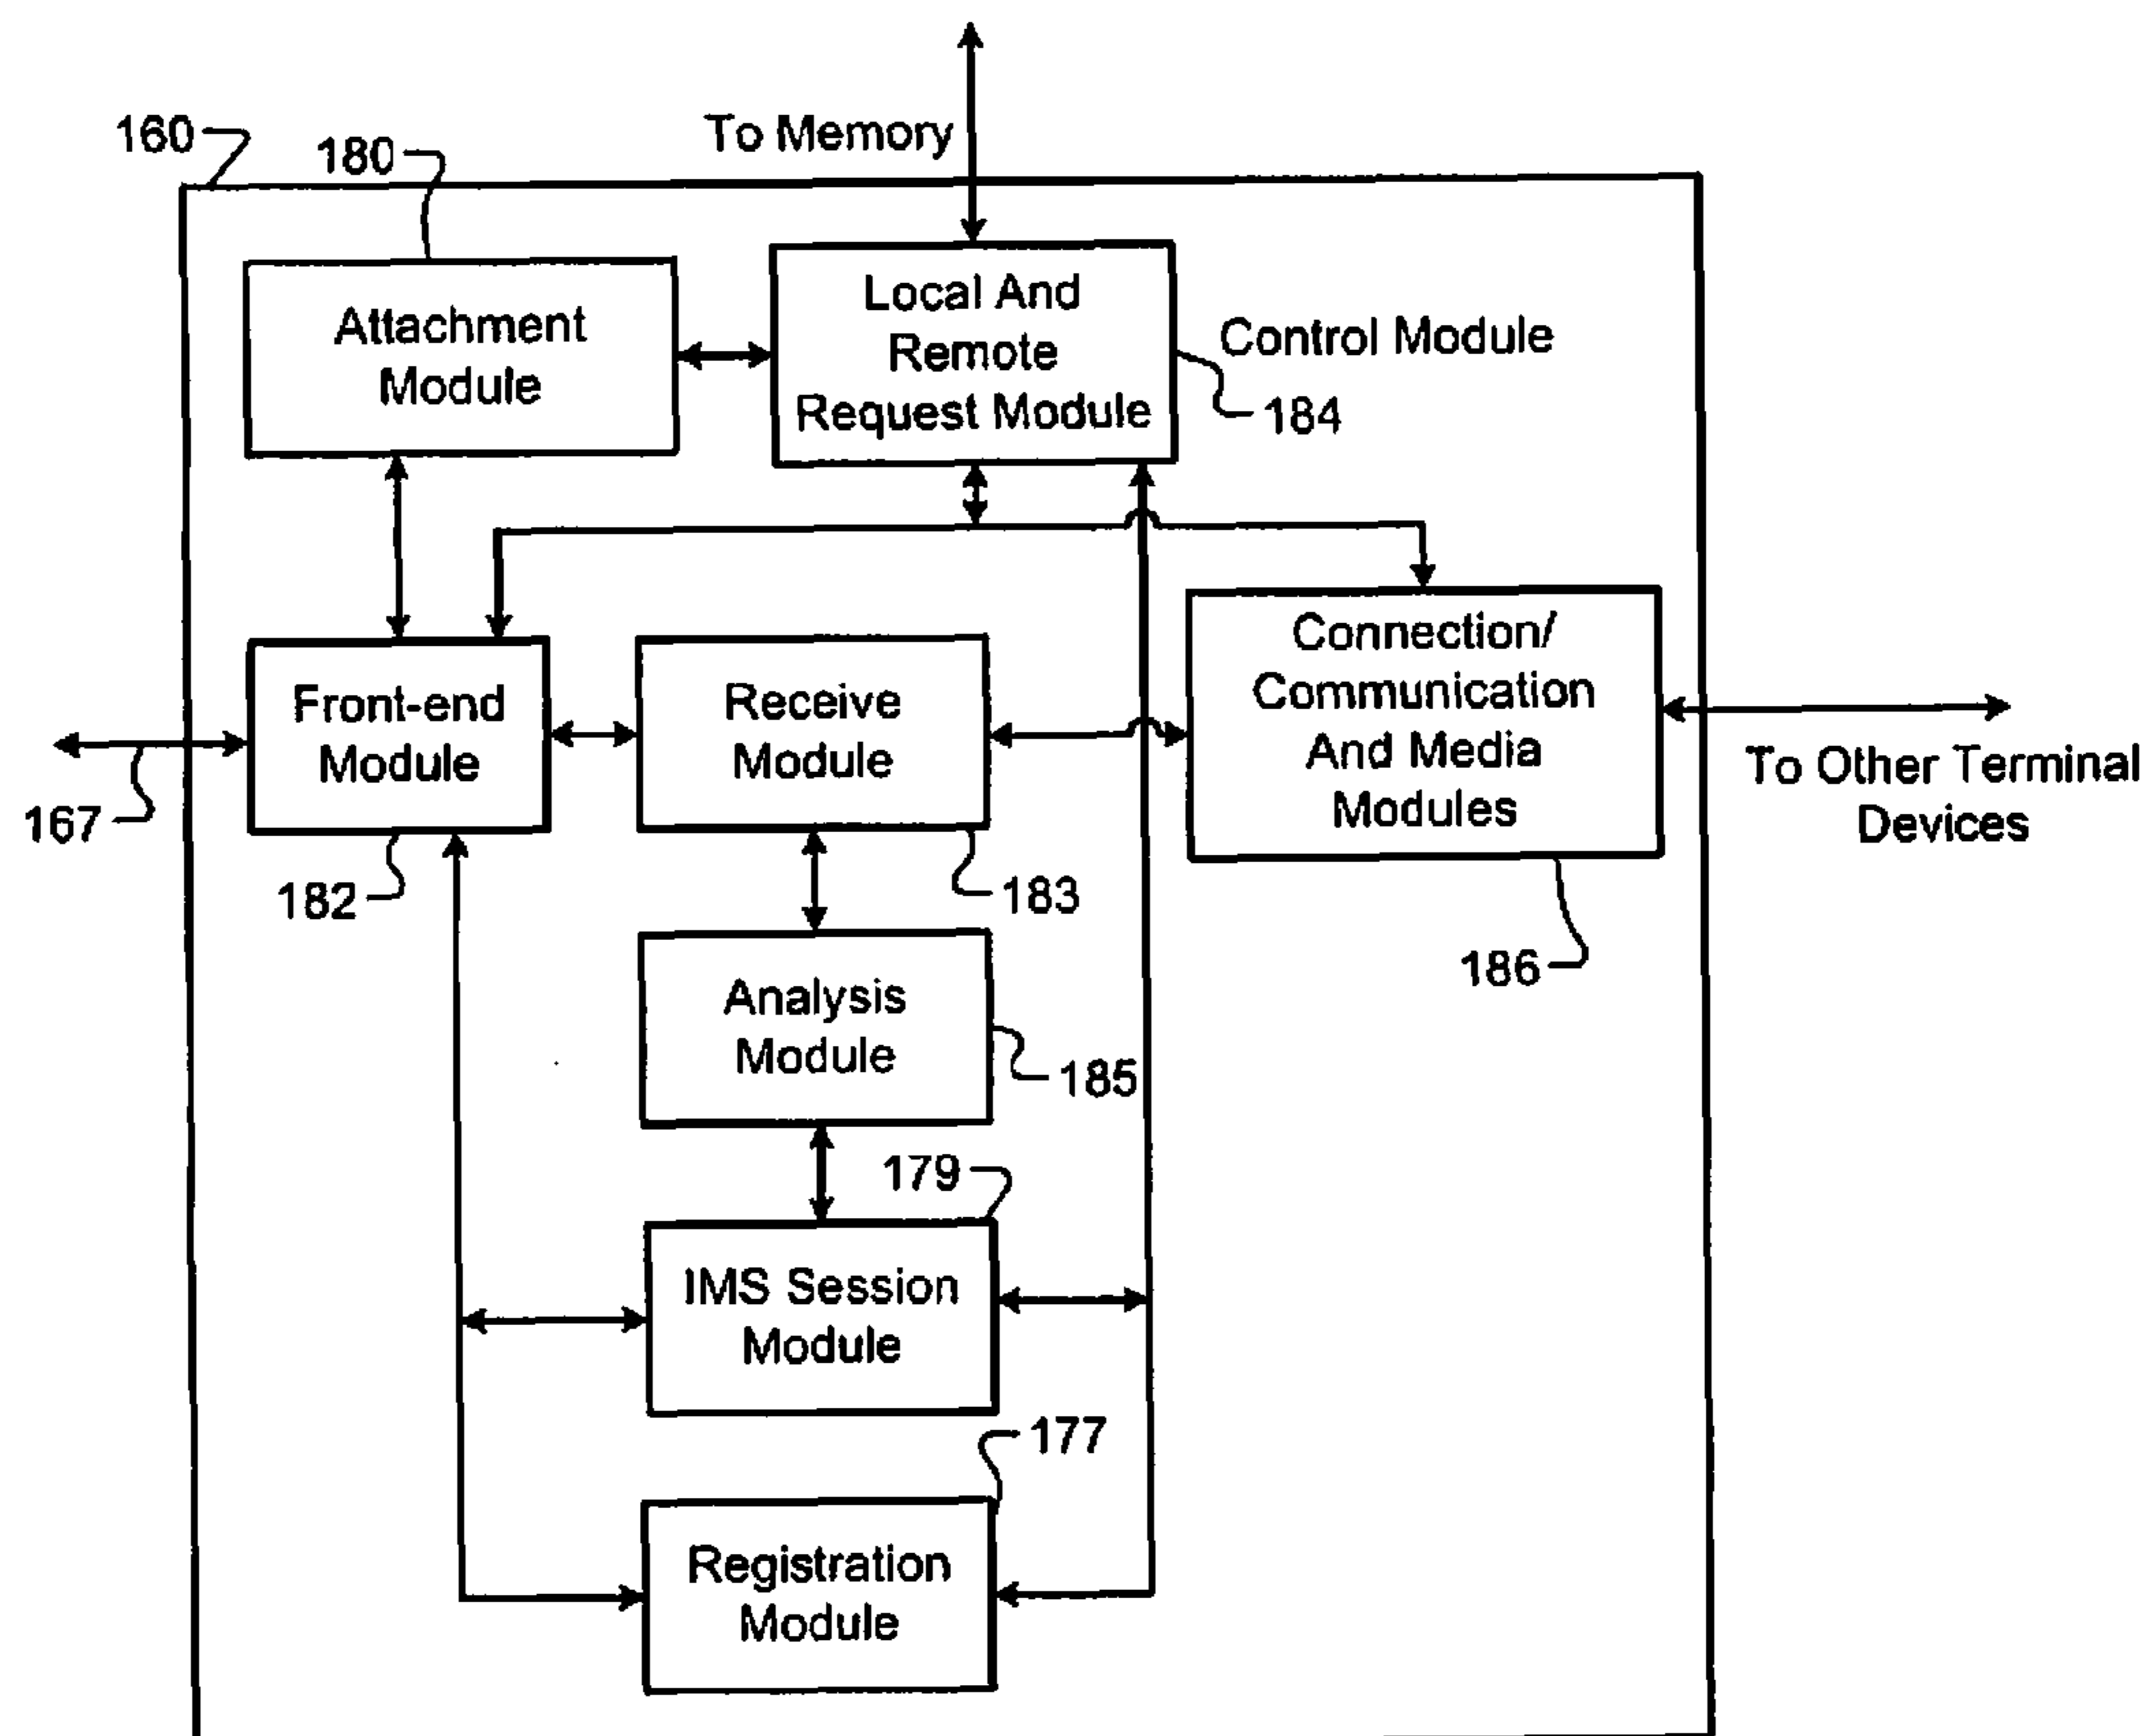 To Memory
160
180
Attachment
Module
Local And
Remote
Request Module
Control Module
184
Front-end
Module
Receive
Module
Connection/
Communication
And Media
Modules
To Other Terminal
Devices
167
182
183
186
Analysis
Module
185
179
IMS Session
Module
177
Registration
Module